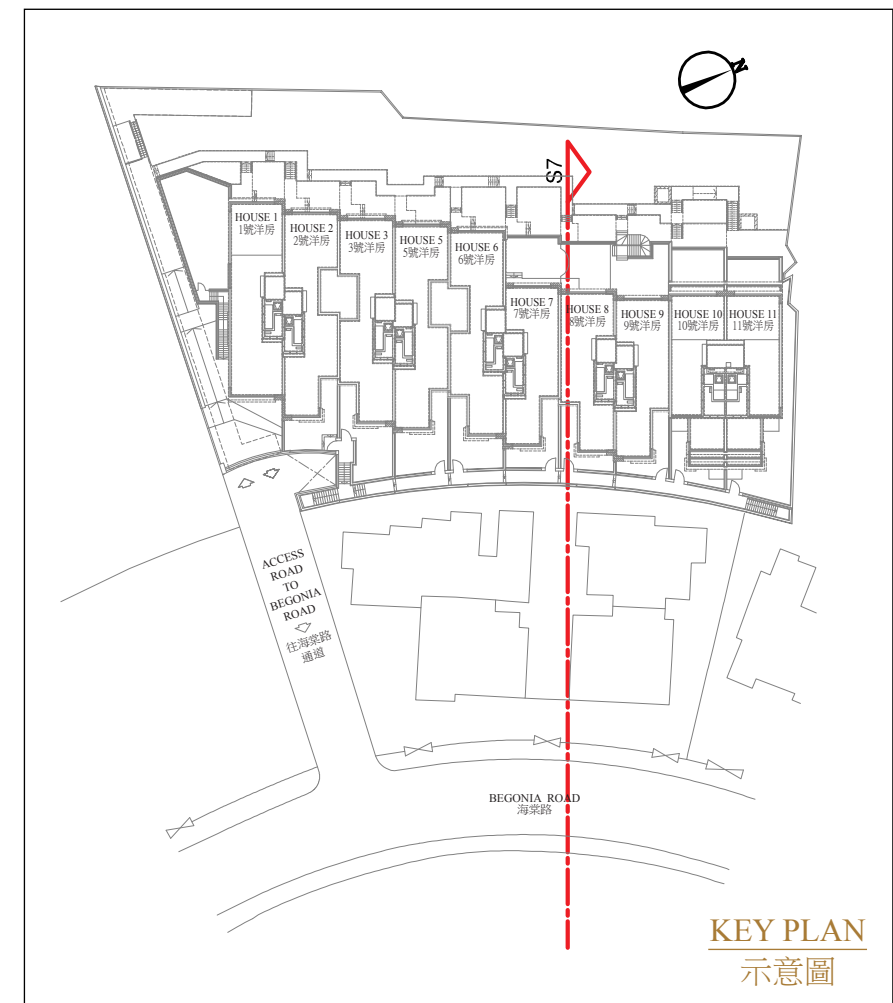 N
S7
HOUSE 1
1號洋房
HOUSE 2
2號洋房
HOUSE 3
3號洋房
HOUSE 5
5號洋房
HOUSE 6
6號洋房
HOUSE 7
7號洋房
HOUSE 8
8號洋房
HOUSE 9
9號洋房
HOUSE 10
10號洋房
HOUSE 11
11號洋房
ACCESS
ROAD
TO
BEGONIA
ROAD
往海棠路
通道
BEGONIA ROAD
海棠路
KEY PLAN
示意圖